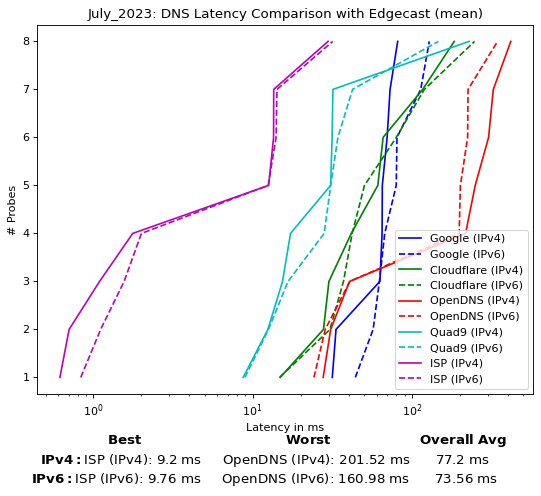 July_2023: DNS Latency Comparison with Edgecast (mean)
8
7
6
5
4
3
2
1
# Probes
Google (IPv4)
Google (IPv6)
Cloudflare (IPv4)
Cloudflare (IPv6)
OpenDNS (IPv4)
OpenDNS (IPv6)
Quad9 (IPv4)
Quad9 (IPv6)
ISP (IPv4)
ISP (IPv6)
10⁰ 10¹ 10²
Latency in ms
Best Worst Overall Avg
IPv4: ISP (IPv4): 9.2 ms OpenDNS (IPv4): 201.52 ms 77.2 ms
IPv6: ISP (IPv6): 9.76 ms OpenDNS (IPv6): 160.98 ms 73.56 ms